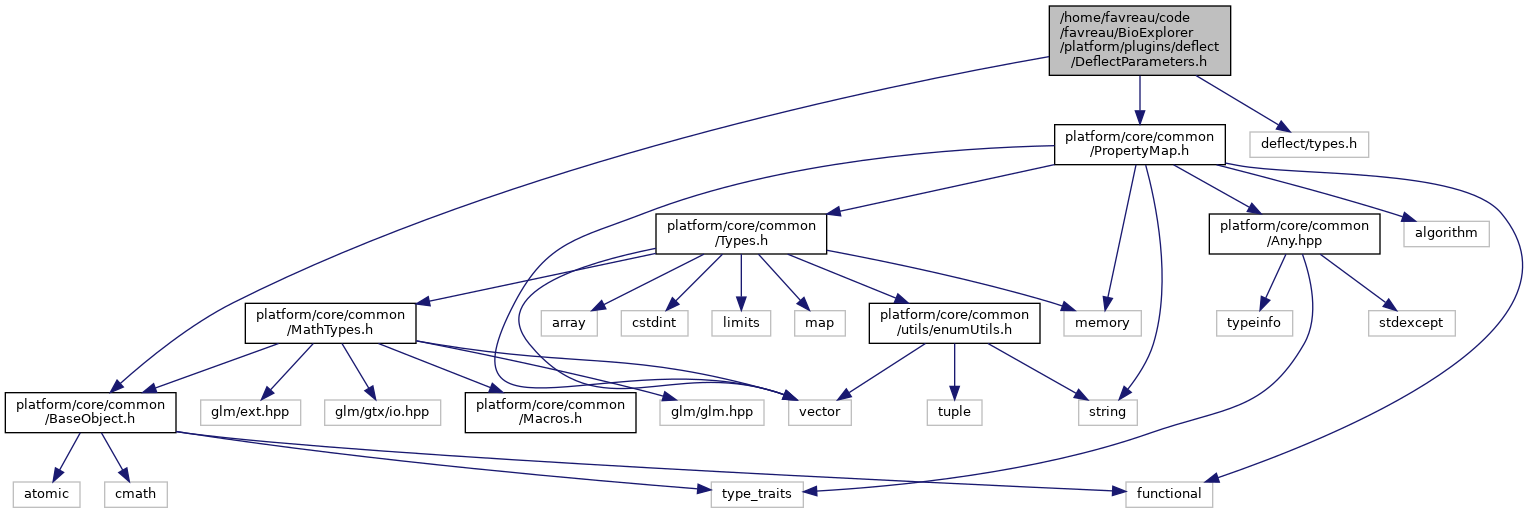 /home/favreau/code
/favreau/BioExplorer
/platform/plugins/deflect
/DeflectParameters.h
platform/core/common
/PropertyMap.h
deflect/types.h
platform/core/common
/Types.h
platform/core/common
/Any.hpp
algorithm
platform/core/common
/MathTypes.h
array
cstdint
limits
map
platform/core/common
/utils/enumUtils.h
memory
typeinfo
stdexcept
platform/core/common
/BaseObject.h
glm/ext.hpp
glm/gtx/io.hpp
platform/core/common
/Macros.h
glm/glm.hpp
vector
tuple
string
atomic
cmath
type_traits
functional